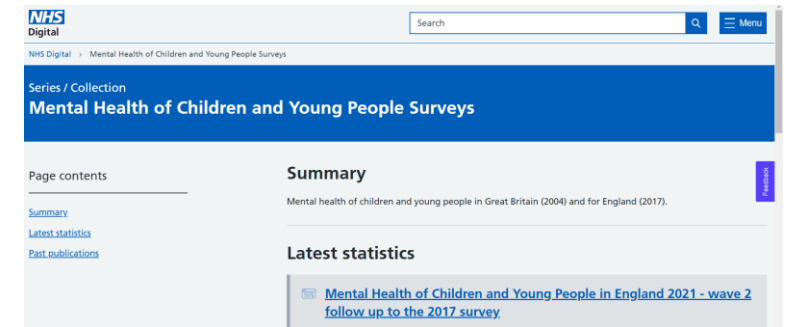 NHS
Digital
Search
Menu
NHS Digital › Mental Health of Children and Young People Surveys
Series / Collection
Mental Health of Children and Young People Surveys
Page contents
Summary
Latest statistics
Past publications
Summary
Mental health of children and young people in Great Britain (2004) and for England (2017).
Feedback
Latest statistics
Mental Health of Children and Young People in England 2021 - wave 2
follow up to the 2017 survey